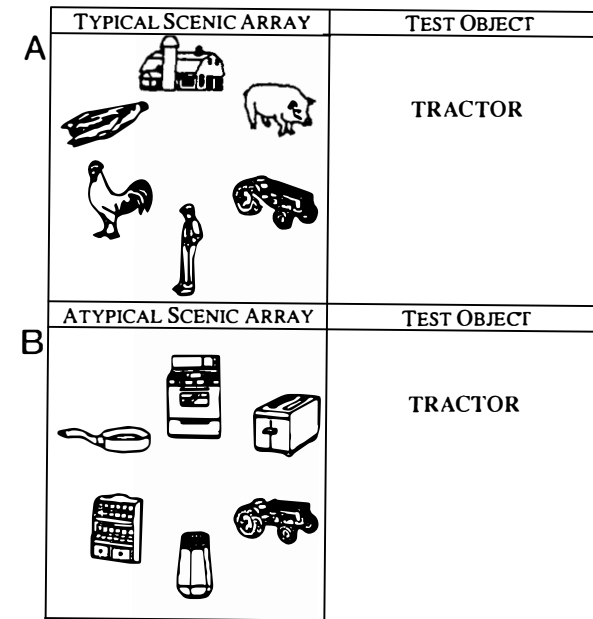 A
TYPICAL SCENIC ARRAY
TEST OBJECT
TRACTOR
B
ATYPICAL SCENIC ARRAY
TEST OBJECT
TRACTOR